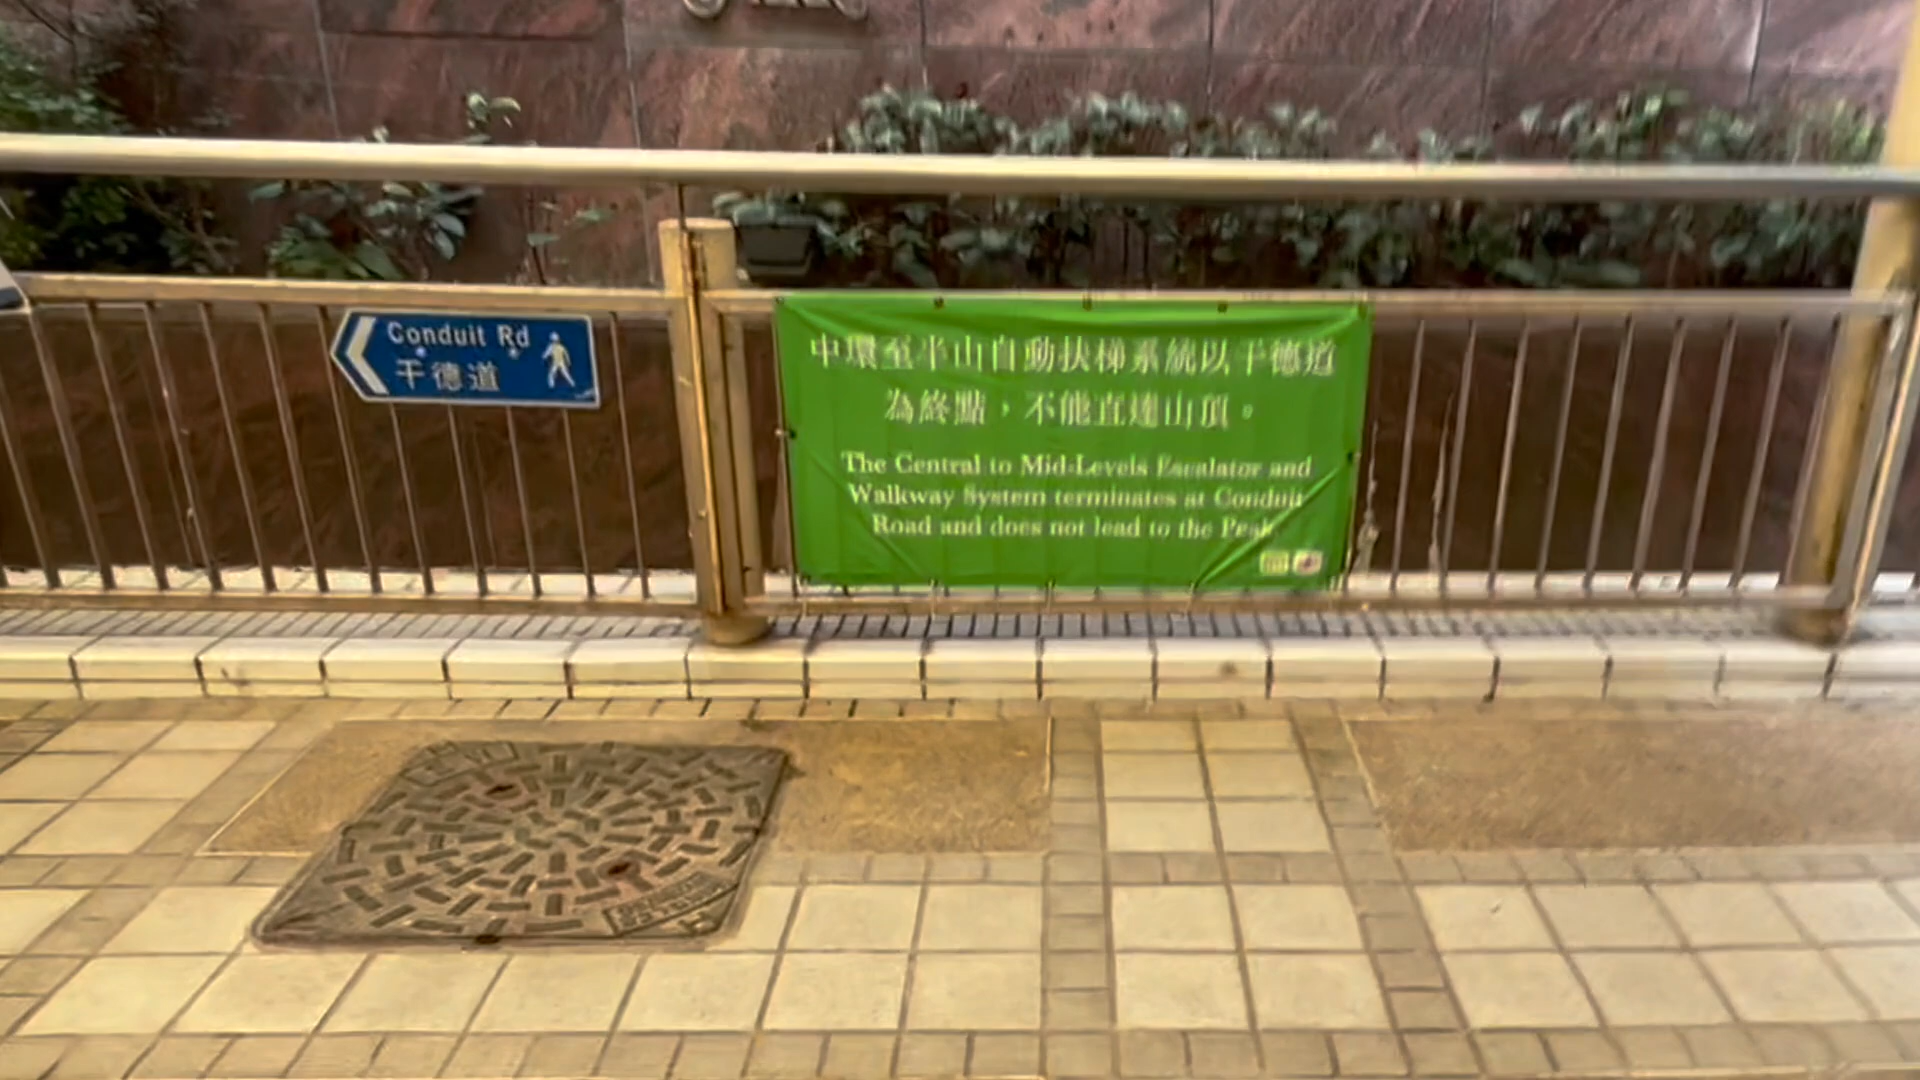 Conduit Rd
干德道
中環至半山自動扶梯系統以干德道
為終點，不能直達山頂。
The Central to Mid-Levels Escalator and
Walkway System terminates at Conduit
Road and does not lead to the Peak.